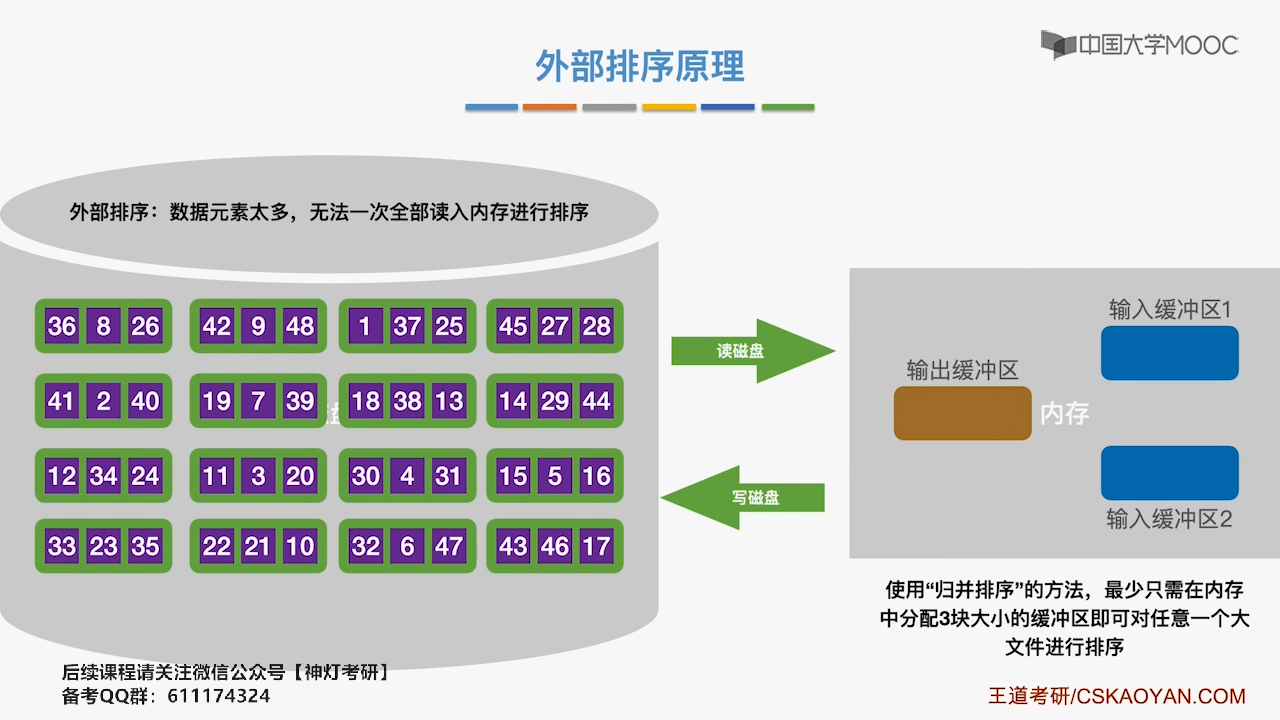 外部排序原理
中国大学MOOC
外部排序：数据元素太多，无法一次全部读入内存进行排序
36 8 26 42 9 48 1 37 25 45 27 28
41 2 40 19 7 39 18 38 13 14 29 44
12 34 24 11 3 20 30 4 31 15 5 16
33 23 35 22 21 10 32 6 47 43 46 17
读磁盘
写磁盘
输入缓冲区1
输出缓冲区
内存
输入缓冲区2
使用“归并排序”的方法，最少只需在内存
中分配3块大小的缓冲区即可对任意一个大
文件进行排序
后续课程请关注微信公众号【神灯考研】
备考QQ群：611174324
王道考研/CSKAOYAN.COM